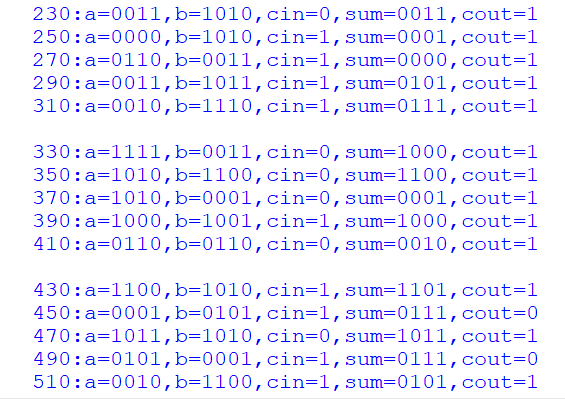 230:a=0011,b=1010,cin=0,sum=0011,cout=1
250:a=0000,b=1010,cin=1,sum=0001,cout=1
270:a=0110,b=0011,cin=1,sum=0000,cout=1
290:a=0011,b=1011,cin=1,sum=0101,cout=1
310:a=0010,b=1110,cin=1,sum=0111,cout=1
330:a=1111,b=0011,cin=0,sum=1000,cout=1
350:a=1010,b=1100,cin=0,sum=1100,cout=1
370:a=1010,b=0001,cin=0,sum=0001,cout=1
390:a=1000,b=1001,cin=1,sum=1000,cout=1
410:a=0110,b=0110,cin=0,sum=0010,cout=1
430:a=1100,b=1010,cin=1,sum=1101,cout=1
450:a=0001,b=0101,cin=1,sum=0111,cout=0
470:a=1011,b=1010,cin=0,sum=1011,cout=1
490:a=0101,b=0001,cin=1,sum=0111,cout=0
510:a=0010,b=1100,cin=1,sum=0101,cout=1